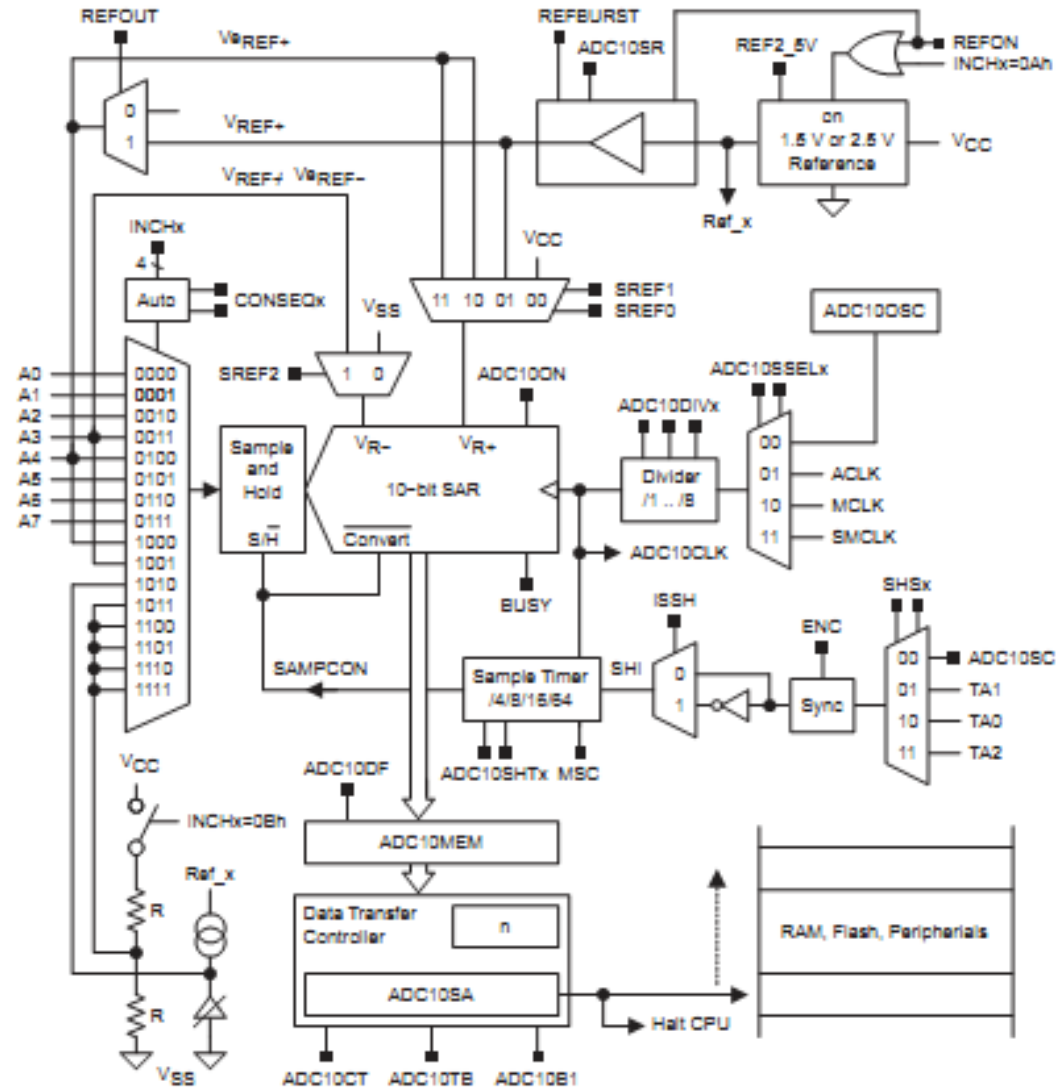 REFOUT
REFBURST
ADC10SR
REF2_5V
REFON
INCHx=0Ah
VeREF+
0
1
VREF+
on
1.5 V or 2.5 V
Reference
VCC
VREF-/ VeREF-
Ref_x
INCHx
4
Auto
CONSEQx
VCC
11 10 01 00
SREF1
SREF0
VSS
SREF2
1 0
ADC10OSC
ADC10ON
ADC10SSELx
ADC10DIVx
A0
A1
A2
A3
A4
A5
A6
A7
0000
0001
0010
0011
0100
0101
0110
0111
1000
1001
1010
1011
1100
1101
1110
1111
Sample
and
Hold
S/H
VR-
VR+
10-bit SAR
Convert
Divider
/1 .. /8
00
01
10
11
ACLK
MCLK
SMCLK
ADC10CLK
BUSY
ISSH
ENC
SHSx
SAMPCON
Sample Timer
/4/8/16/64
SHI
0
1
Sync
00
01
10
11
ADC10SC
TA1
TA0
TA2
ADC10SHTx
MSC
VCC
INCHx=0Bh
ADC10DF
ADC10MEM
Ref_x
R
R
VSS
Data Transfer
Controller
n
ADC10SA
RAM, Flash, Peripherials
Halt CPU
ADC10CT
ADC10TB
ADC10B1